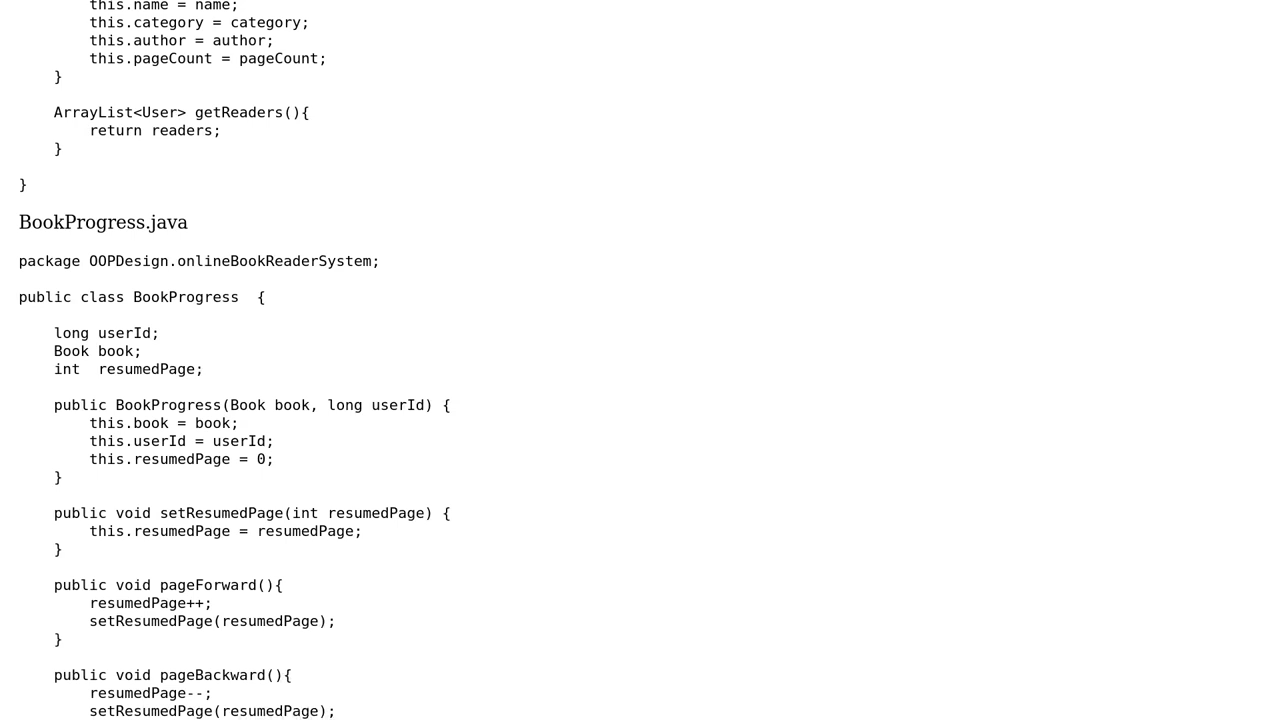 this.name = name;
        this.category = category;
        this.author = author;
        this.pageCount = pageCount;
    }

    ArrayList<User> getReaders(){
        return readers;
    }

}
BookProgress.java
package OOPDesign.onlineBookReaderSystem;

public class BookProgress  {

    long userId;
    Book book;
    int  resumedPage;

    public BookProgress(Book book, long userId) {
        this.book = book;
        this.userId = userId;
        this.resumedPage = 0;
    }

    public void setResumedPage(int resumedPage) {
        this.resumedPage = resumedPage;
    }

    public void pageForward(){
        resumedPage++;
        setResumedPage(resumedPage);
    }

    public void pageBackward(){
        resumedPage--;
        setResumedPage(resumedPage);